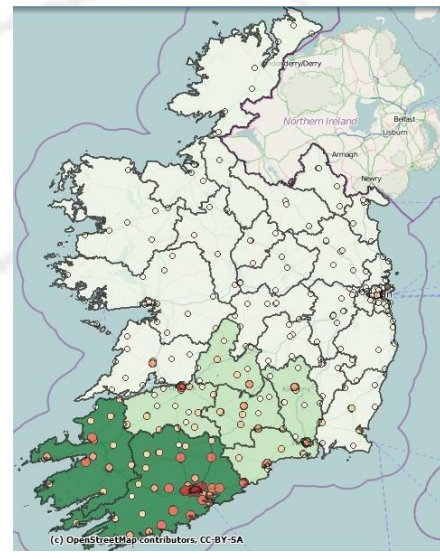 Derry/Derry
Northern Ireland
Belfast
Lisburn
Armagh
Newry
(c) OpenStreetMap contributors, CC-BY-SA